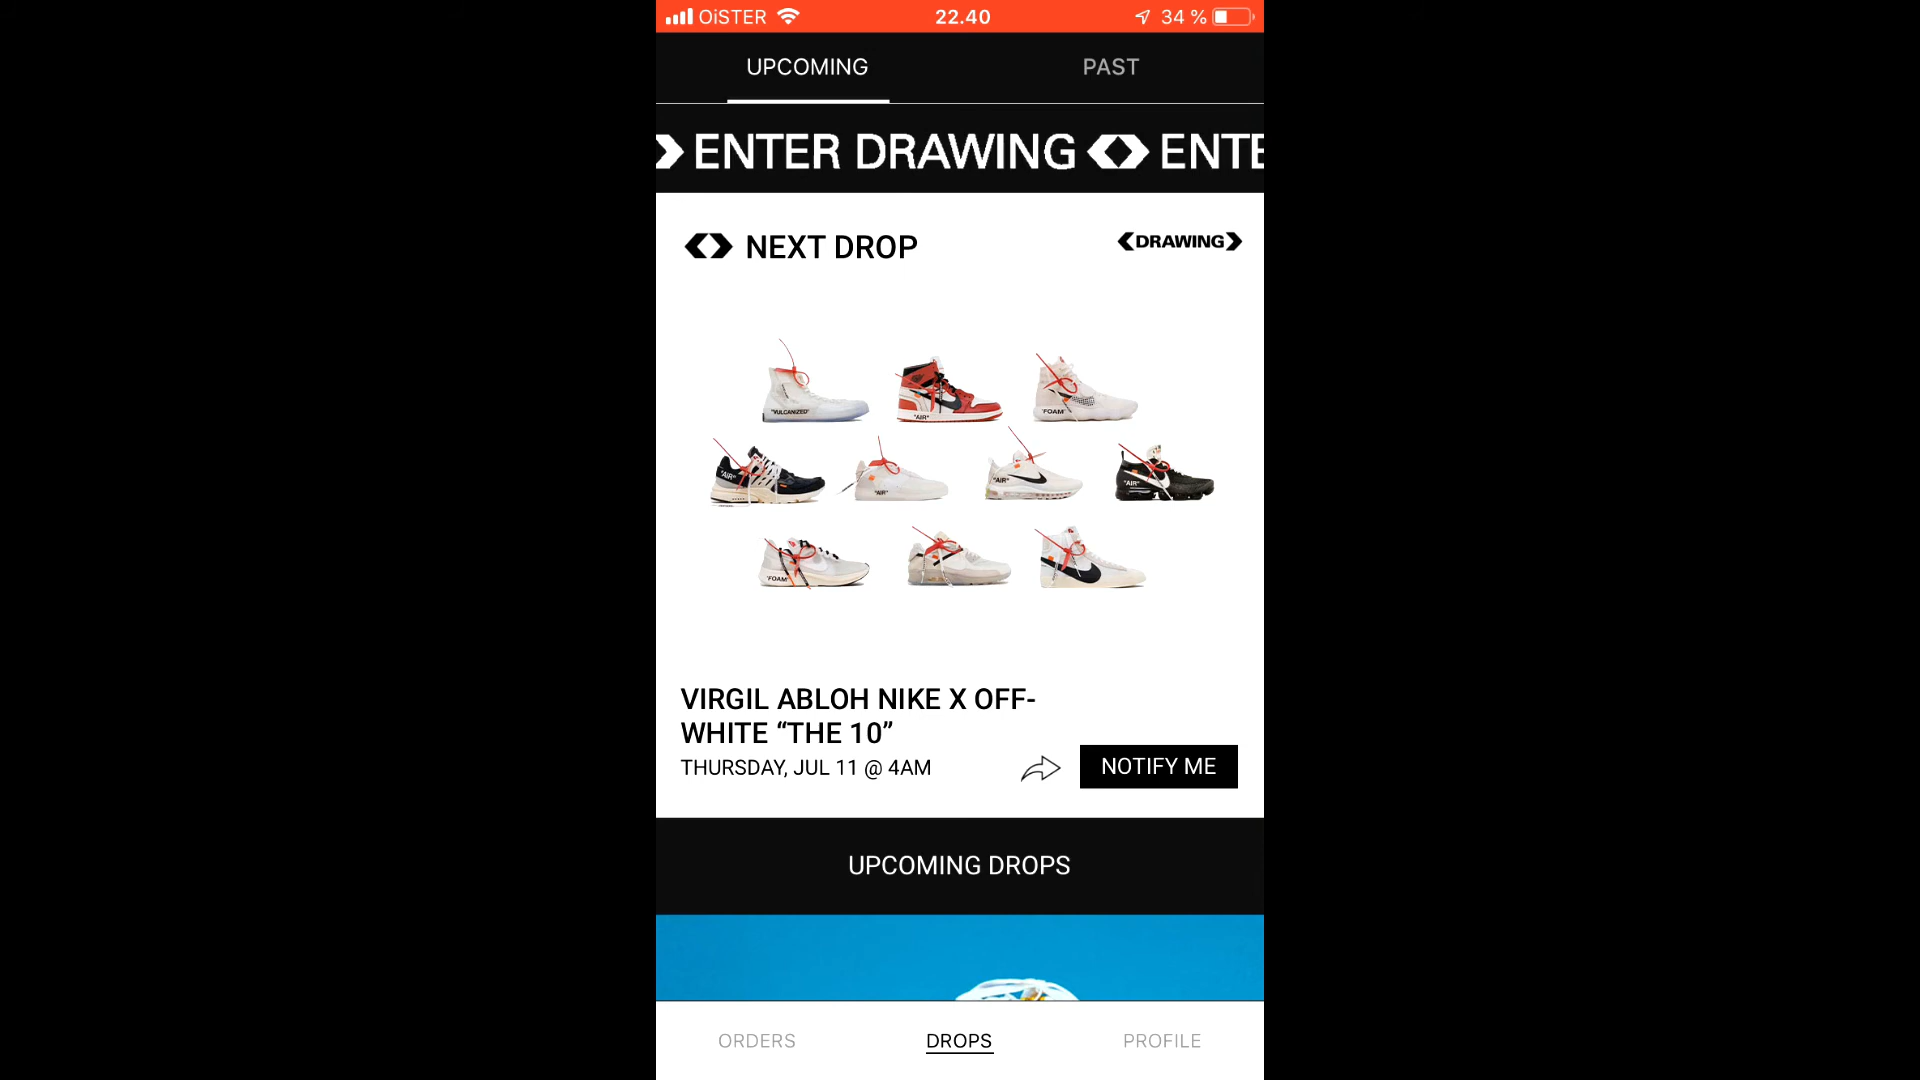 OiSTER 22.40 34 %
UPCOMING PAST
ENTER DRAWING ENTE
NEXT DROP DRAWING
"VULCANIZED" "AIR" "FOAM"
"AIR" "AIR" "AIR" "AIR"
"FOAM"
VIRGIL ABLOH NIKE X OFF-
WHITE “THE 10”
THURSDAY, JUL 11 @ 4AM
NOTIFY ME
UPCOMING DROPS
ORDERS DROPS PROFILE